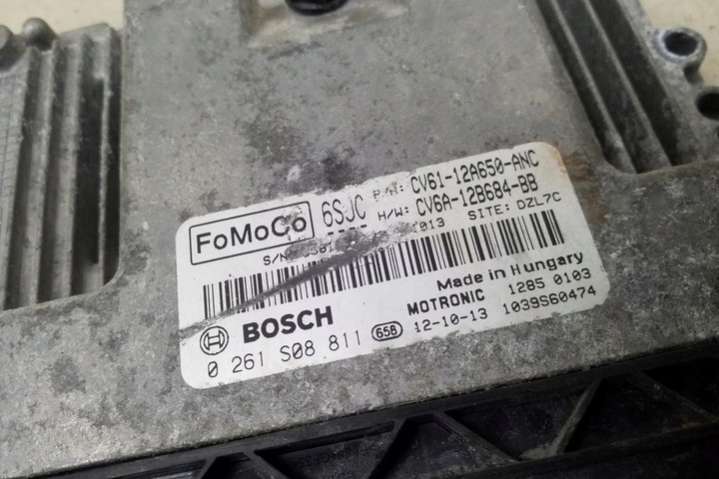 FoMoCo 6SJC P/N: CV61-12A650-ANC
H/W: CV6A-12B684-BB
S/N: 013 SITE: DZL7C
Made in Hungary
BOSCH MOTRONIC 1285 0103
0 261 S08 811 658 12-10-13 1039S60474